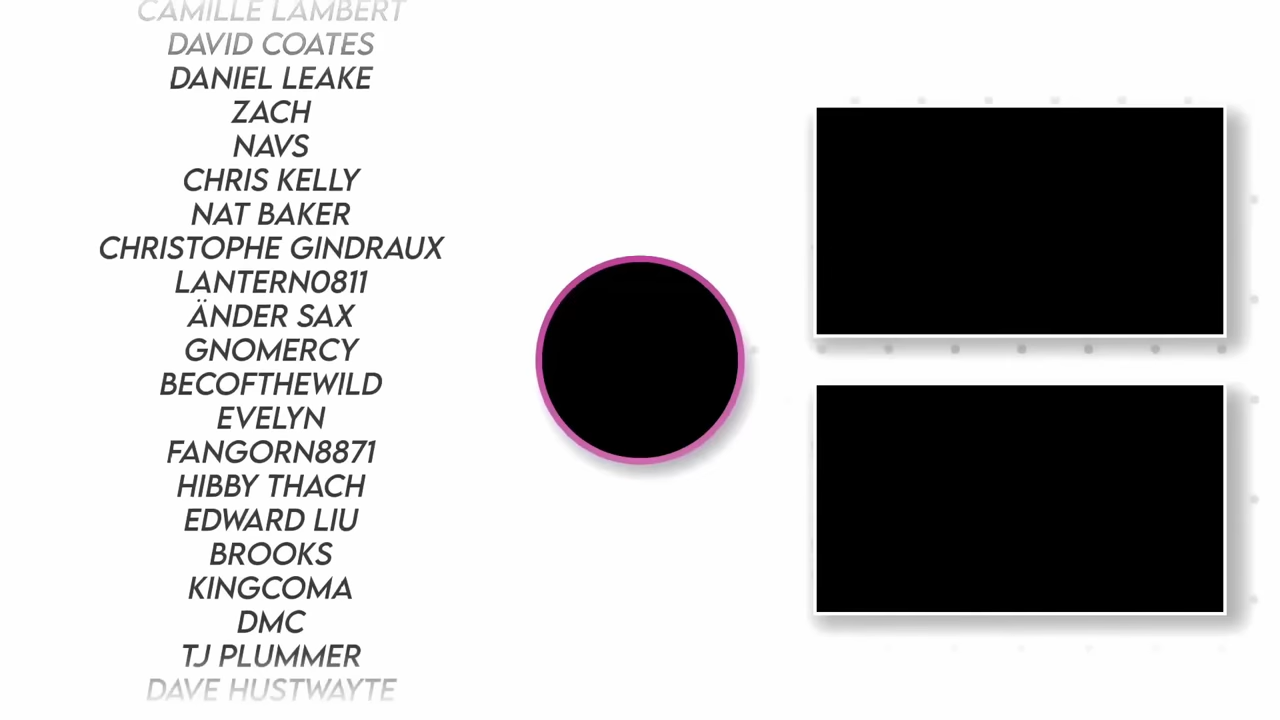 CAMILLE LAMBERT
DAVID COATES
DANIEL LEAKE
ZACH
NAVS
CHRIS KELLY
NAT BAKER
CHRISTOPHE GINDRAUX
LANTERN0811
ÄNDER SAX
GNOMERCY
BECOFTHEWILD
EVELYN
FANGORN8871
HIBBY THACH
EDWARD LIU
BROOKS
KINGCOMA
DMC
TJ PLUMMER
DAVE HUSTWAYTE